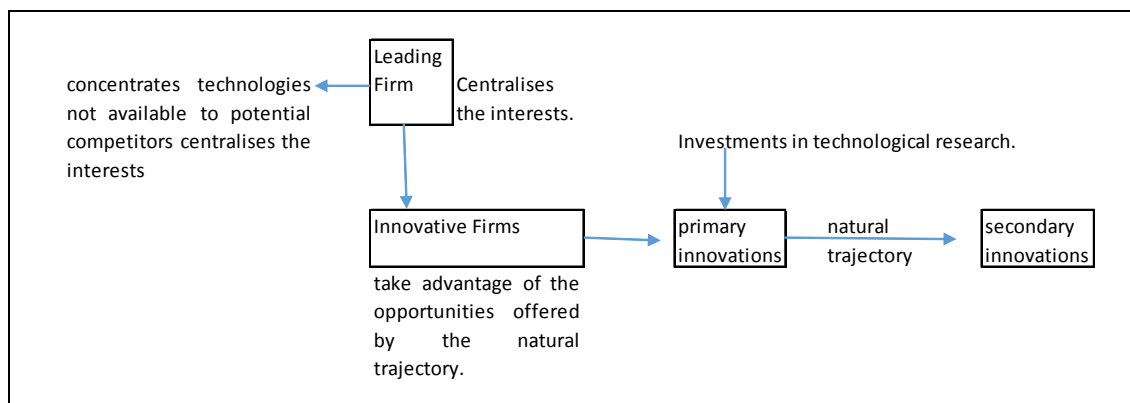 Leading
Firm
concentrates technologies
not available to potential
competitors centralises the
interests
Centralises
the interests.
Investments in technological research.
Innovative Firms
take advantage of the
opportunities offered
by the natural
trajectory.
primary
innovations
natural
trajectory
secondary
innovations